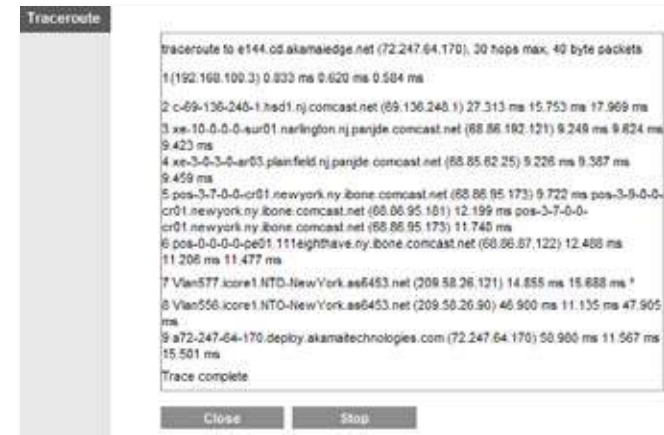 Traceroute
traceroute to e144.cd.akamaiedge.net (72.247.64.170), 30 hops max, 40 byte packets
1(192.168.100.3) 0.833 ms 0.620 ms 0.584 ms
2 c-69-136-248-1.hsd1.nj.comcast.net (69.136.248.1) 27.313 ms 15.753 ms 17.969 ms
3 xe-10-0-0-0-sur01.narlington.nj.panjde.comcast.net (68.86.192.121) 9.249 ms 9.624 ms
9.423 ms
4 xe-3-0-3-0-ar03.plainfield.nj.panjde.comcast.net (68.85.62.25) 9.226 ms 9.387 ms
9.459 ms
5 pos-3-7-0-0-cr01.newyork.ny.ibone.comcast.net (68.86.95.173) 9.722 ms pos-3-9-0-0-
cr01.newyork.ny.ibone.comcast.net (68.86.95.181) 12.199 ms pos-3-7-0-0-
cr01.newyork.ny.ibone.comcast.net (68.86.95.173) 11.740 ms
6 pos-0-0-0-0-pe01.111eighthave.ny.ibone.comcast.net (68.86.87.122) 12.488 ms
11.206 ms 11.477 ms
7 Vlan577.icore1.NTO-NewYork.as6453.net (209.58.26.121) 14.855 ms 15.688 ms *
8 Vlan556.icore1.NTO-NewYork.as6453.net (209.58.26.90) 46.900 ms 11.135 ms 47.905
ms
9 a72-247-64-170.deploy.akamaitechnologies.com (72.247.64.170) 58.980 ms 11.567 ms
15.501 ms
Trace complete
Close
Stop